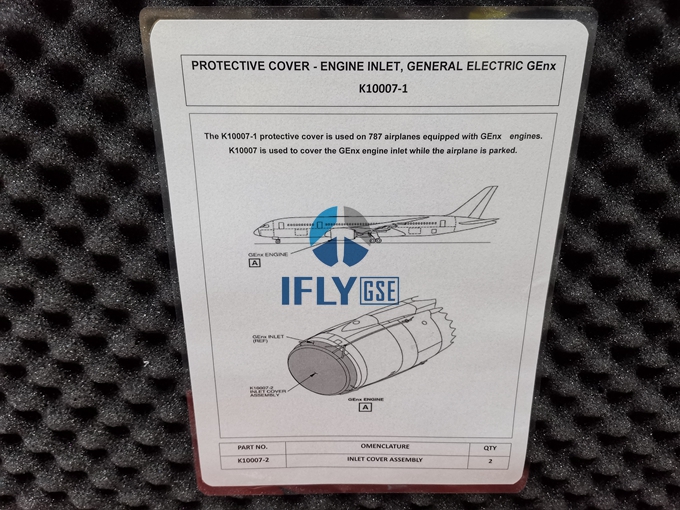 PROTECTIVE COVER - ENGINE INLET, GENERAL ELECTRIC GEnx
K10007-1
The K10007-1 protective cover is used on 787 airplanes equipped with GEnx engines.
K10007 is used to cover the GEnx engine inlet while the airplane is parked.
GEnx ENGINE
A
IFLY GSE
GEnx INLET
(REF)
K10007-2
INLET COVER
ASSEMBLY
GEnx ENGINE
A
PART NO. OMENCLATURE QTY
K10007-2 INLET COVER ASSEMBLY 2